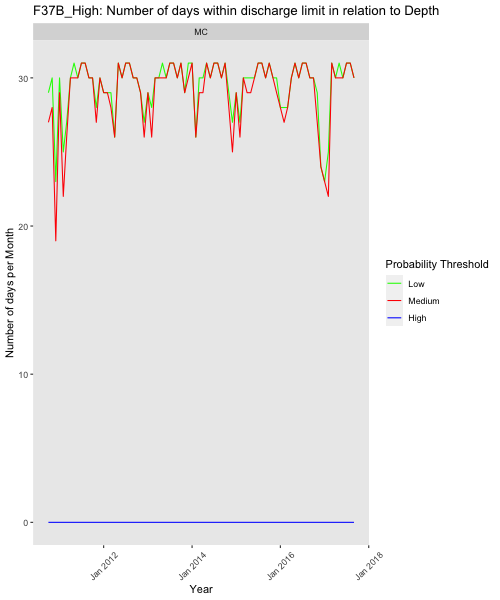 F37B_High: Number of days within discharge limit in relation to Depth
MC
Number of days per Month
30
20
10
0
Jan 2012
Jan 2014
Jan 2016
Jan 2018
Year
Probability Threshold
Low
Medium
High